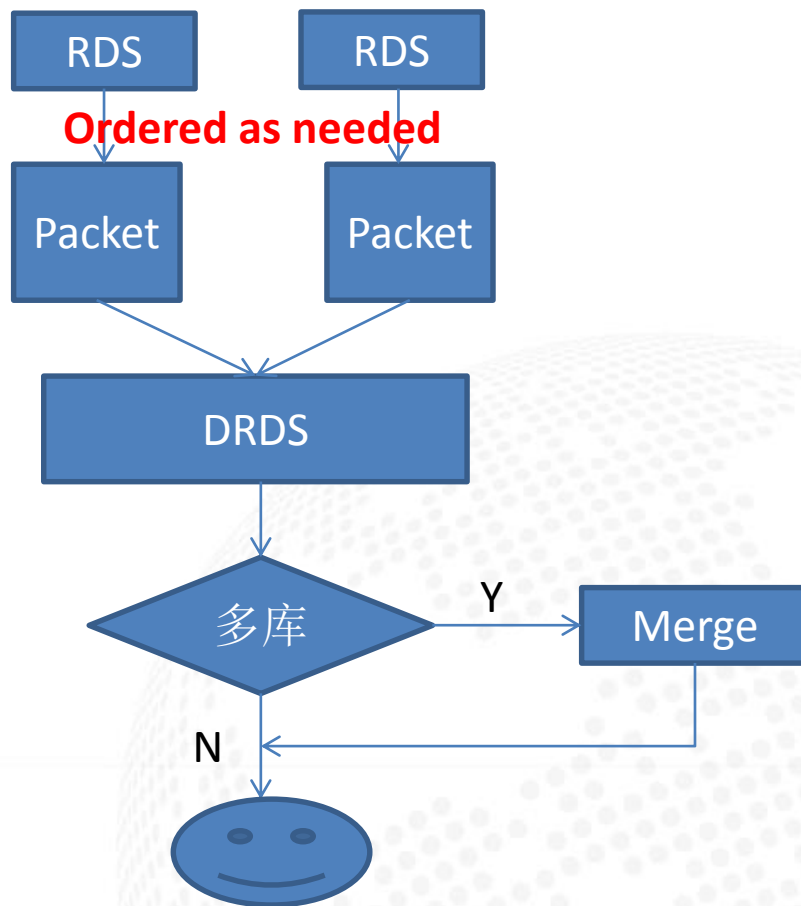 RDS
RDS
Ordered as needed
Packet
Packet
DRDS
多库
Y
Merge
N